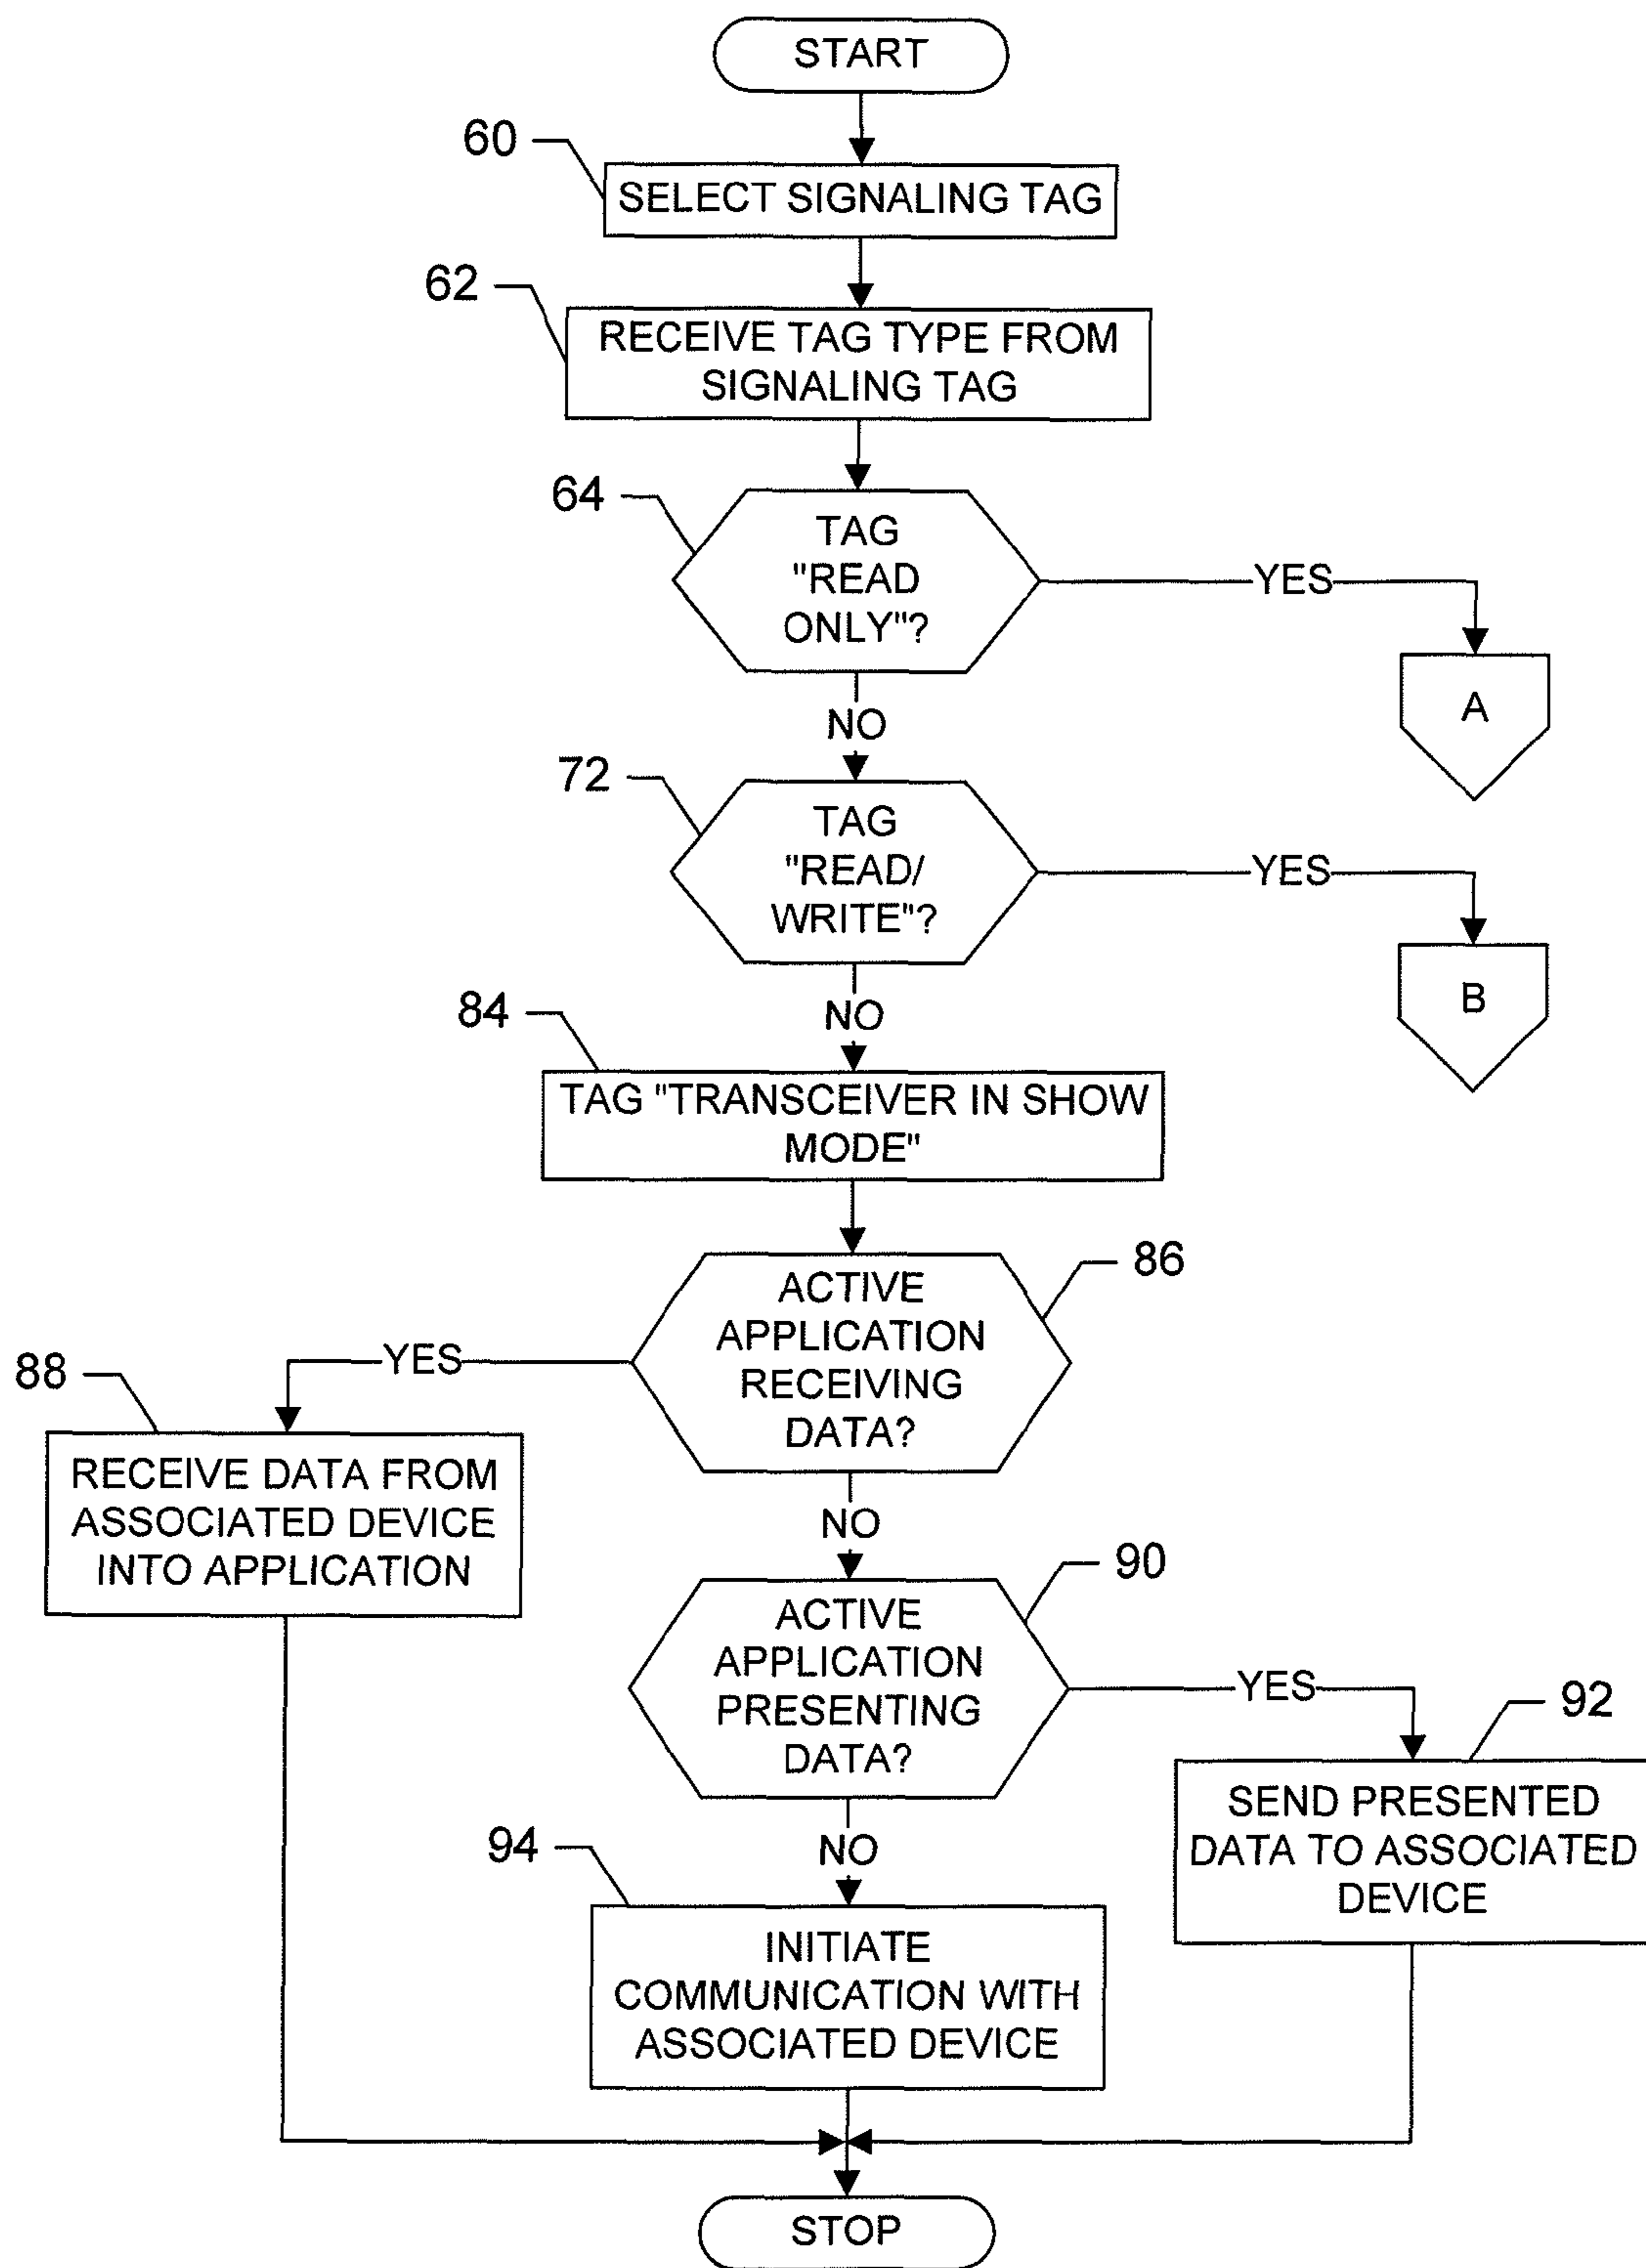 START
60
SELECT SIGNALING TAG
62
RECEIVE TAG TYPE FROM
SIGNALING TAG
64
TAG
"READ
ONLY"?
YES
A
NO
72
TAG
"READ/
WRITE"?
YES
B
NO
84
TAG "TRANSCEIVER IN SHOW
MODE"
86
ACTIVE
APPLICATION
RECEIVING
DATA?
YES
88
RECEIVE DATA FROM
ASSOCIATED DEVICE
INTO APPLICATION
NO
90
ACTIVE
APPLICATION
PRESENTING
DATA?
YES
92
SEND PRESENTED
DATA TO ASSOCIATED
DEVICE
NO
94
INITIATE
COMMUNICATION WITH
ASSOCIATED DEVICE
STOP